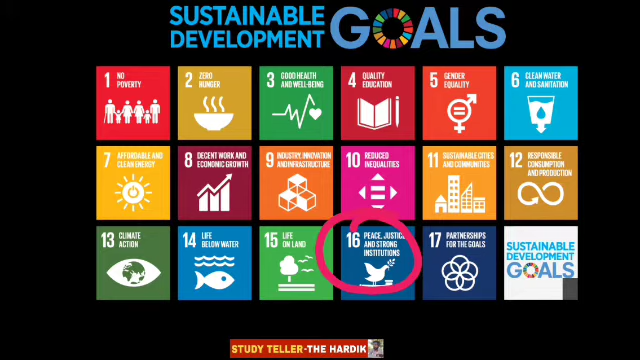 SUSTAINABLE
DEVELOPMENT GOALS
1 NO
POVERTY
2 ZERO
HUNGER
3 GOOD HEALTH
AND WELL-BEING
4 QUALITY
EDUCATION
5 GENDER
EQUALITY
6 CLEAN WATER
AND SANITATION
7 AFFORDABLE AND
CLEAN ENERGY
8 DECENT WORK AND
ECONOMIC GROWTH
9 INDUSTRY, INNOVATION
AND INFRASTRUCTURE
10 REDUCED
INEQUALITIES
11 SUSTAINABLE CITIES
AND COMMUNITIES
12 RESPONSIBLE
CONSUMPTION
AND PRODUCTION
13 CLIMATE
ACTION
14 LIFE
BELOW WATER
15 LIFE
ON LAND
16 PEACE, JUSTICE
AND STRONG
INSTITUTIONS
17 PARTNERSHIPS
FOR THE GOALS
SUSTAINABLE
DEVELOPMENT
GOALS
STUDY TELLER-THE HARDIK